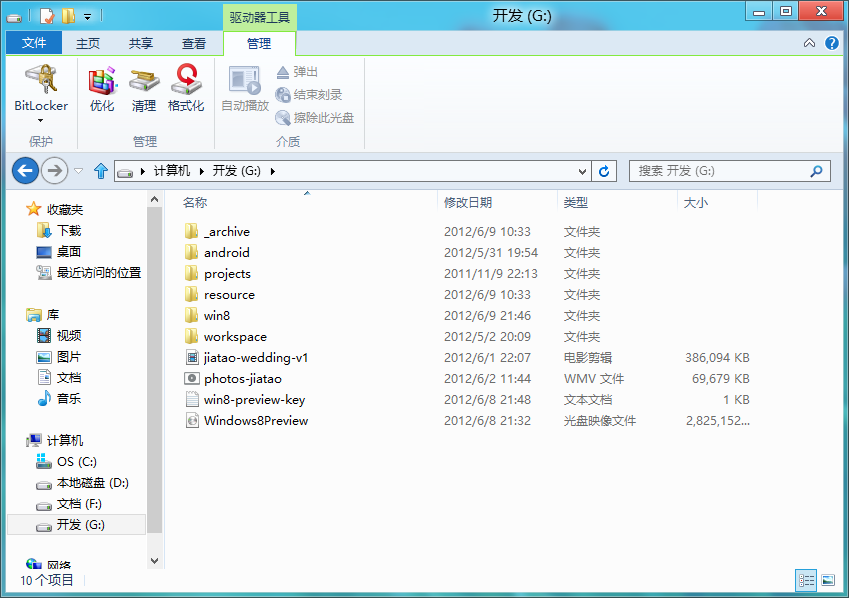 驱动器工具
开发 (G:)
文件 主页 共享 查看 管理
BitLocker
优化 清理 格式化
自动播放
弹出
结束刻录
擦除此光盘
保护 管理 介质
计算机 开发 (G:)
搜索 开发 (G:)
收藏夹
下载
桌面
最近访问的位置
库
视频
图片
文档
音乐
计算机
OS (C:)
本地磁盘 (D:)
文档 (F:)
开发 (G:)
网络
名称 修改日期 类型 大小
_archive 2012/6/9 10:33 文件夹
android 2012/5/31 19:54 文件夹
projects 2011/11/9 22:13 文件夹
resource 2012/6/9 10:33 文件夹
win8 2012/6/9 21:46 文件夹
workspace 2012/5/2 20:09 文件夹
jiatao-wedding-v1 2012/6/1 22:07 电影剪辑 386,094 KB
photos-jiatao 2012/6/2 11:44 WMV 文件 69,679 KB
win8-preview-key 2012/6/8 21:48 文本文档 1 KB
Windows8Preview 2012/6/8 21:32 光盘映像文件 2,825,152...
10 个项目